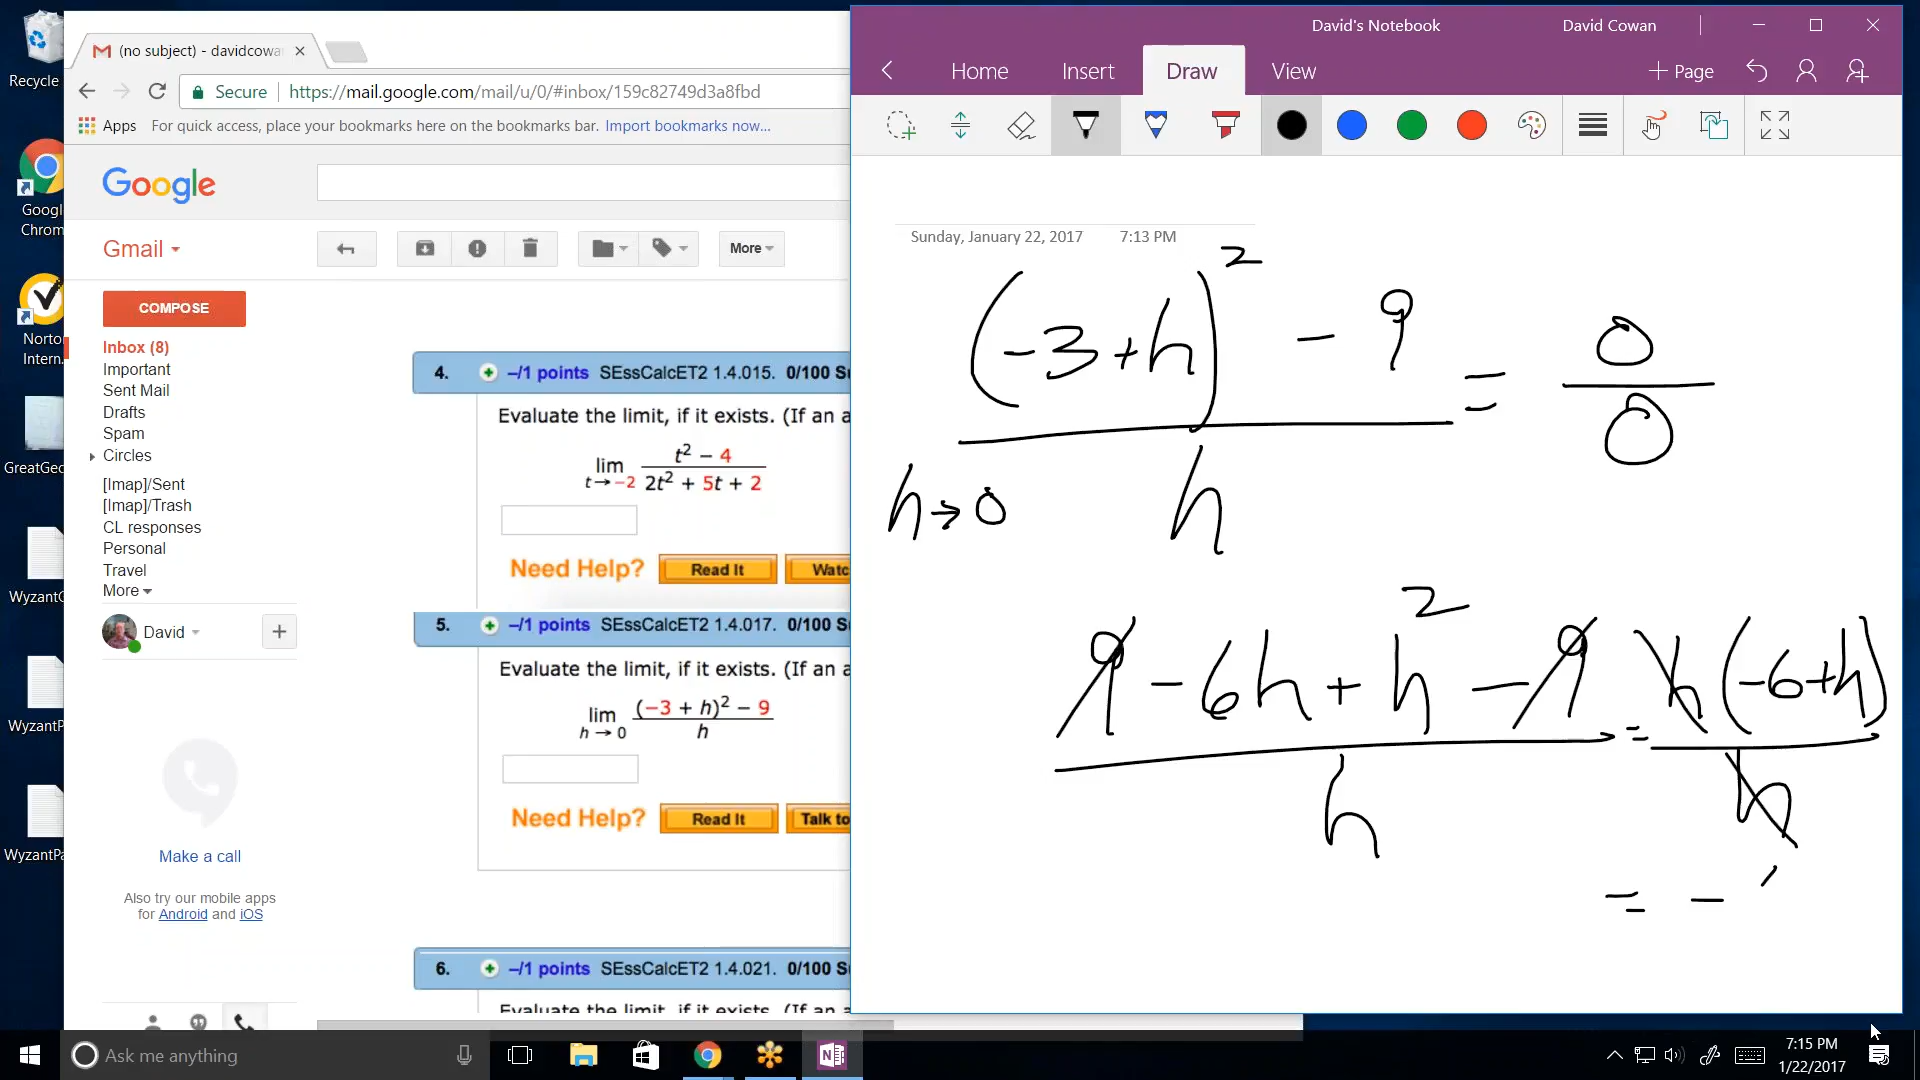 Recycle
Googl
Chrom
Norto
Intern.
GreatGeo
WyzantC
WyzantPa
WyzantPa
(no subject) - davidcowa
Secure
https://mail.google.com/mail/u/0/#inbox/159c82749d3a8fbd
Apps For quick access, place your bookmarks here on the bookmarks bar. Import bookmarks now...
Google
Gmail
More
COMPOSE
Inbox (8)
Important
Sent Mail
Drafts
Spam
Circles
[Imap]/Sent
[Imap]/Trash
CL responses
Personal
Travel
More
David
+
Make a call
Also try our mobile apps
for Android and iOS
4. –/1 points SEssCalcET2 1.4.015. 0/100 Su
Evaluate the limit, if it exists. (If an a
lim t→-2 t² − 4 / 2t² + 5t + 2
Need Help? Read It Watc
5. –/1 points SEssCalcET2 1.4.017. 0/100 Su
Evaluate the limit, if it exists. (If an a
lim h → 0 (−3 + h)² − 9 / h
Need Help? Read It Talk to
6. –/1 points SEssCalcET2 1.4.021. 0/100 Su
Evaluate the limit, if it exists. (If an a
David's Notebook David Cowan
Home Insert Draw View + Page
Sunday, January 22, 2017 7:13 PM
(-3+h)² - 9 / h = 0 / 0
h→0
9 - 6h + h² - 9 / h = h(-6+h) / h
= -
Ask me anything
7:15 PM
1/22/2017